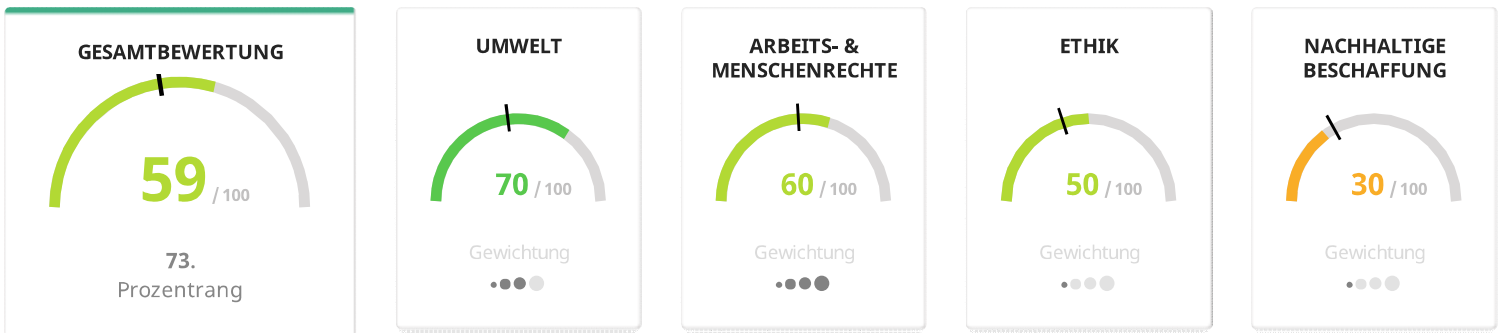 GESAMTBEWERTUNG
59 / 100
73.
Prozentrang
UMWELT
70 / 100
Gewichtung
ARBEITS- &
MENSCHENRECHTE
60 / 100
Gewichtung
ETHIK
50 / 100
Gewichtung
NACHHALTIGE
BESCHAFFUNG
30 / 100
Gewichtung